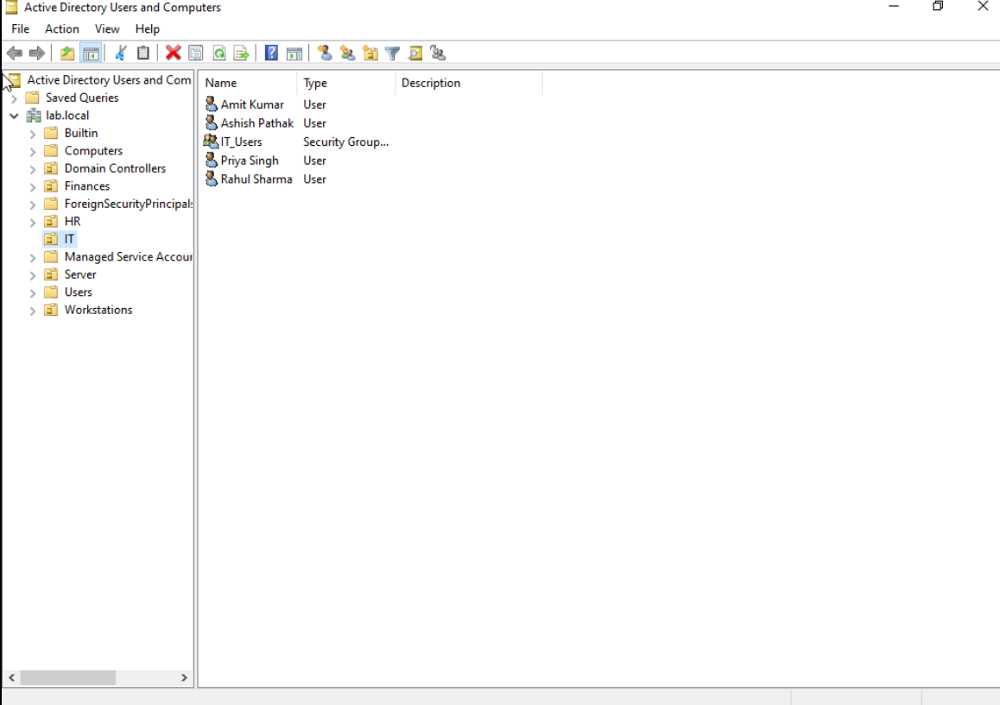 Active Directory Users and Computers
File Action View Help
Active Directory Users and Com
Saved Queries
lab.local
Builtin
Computers
Domain Controllers
Finances
ForeignSecurityPrincipals
HR
IT
Managed Service Accour
Server
Users
Workstations
Name Type Description
Amit Kumar User
Ashish Pathak User
IT_Users Security Group...
Priya Singh User
Rahul Sharma User